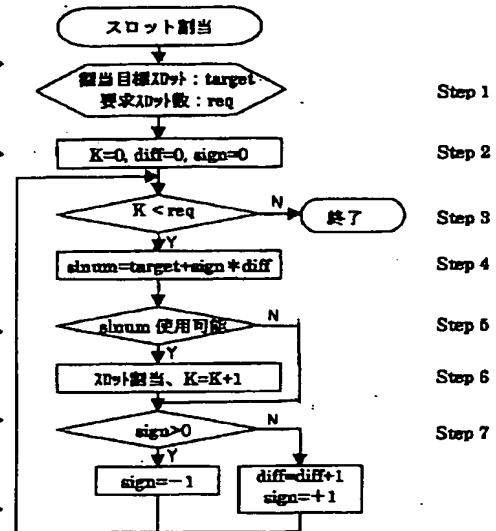 スロット割当
割当目標スロット：target
要求スロット数：req
Step 1
K=0, diff=0, sign=0
Step 2
K<req
N
終了
Step 3
Y
slnum=target+sign*diff
Step 4
slnum 使用可能
N
Step 5
Y
スロット割当、K=K+1
Step 6
sign>0
N
Step 7
Y
sign=-1
diff=diff+1
sign=+1